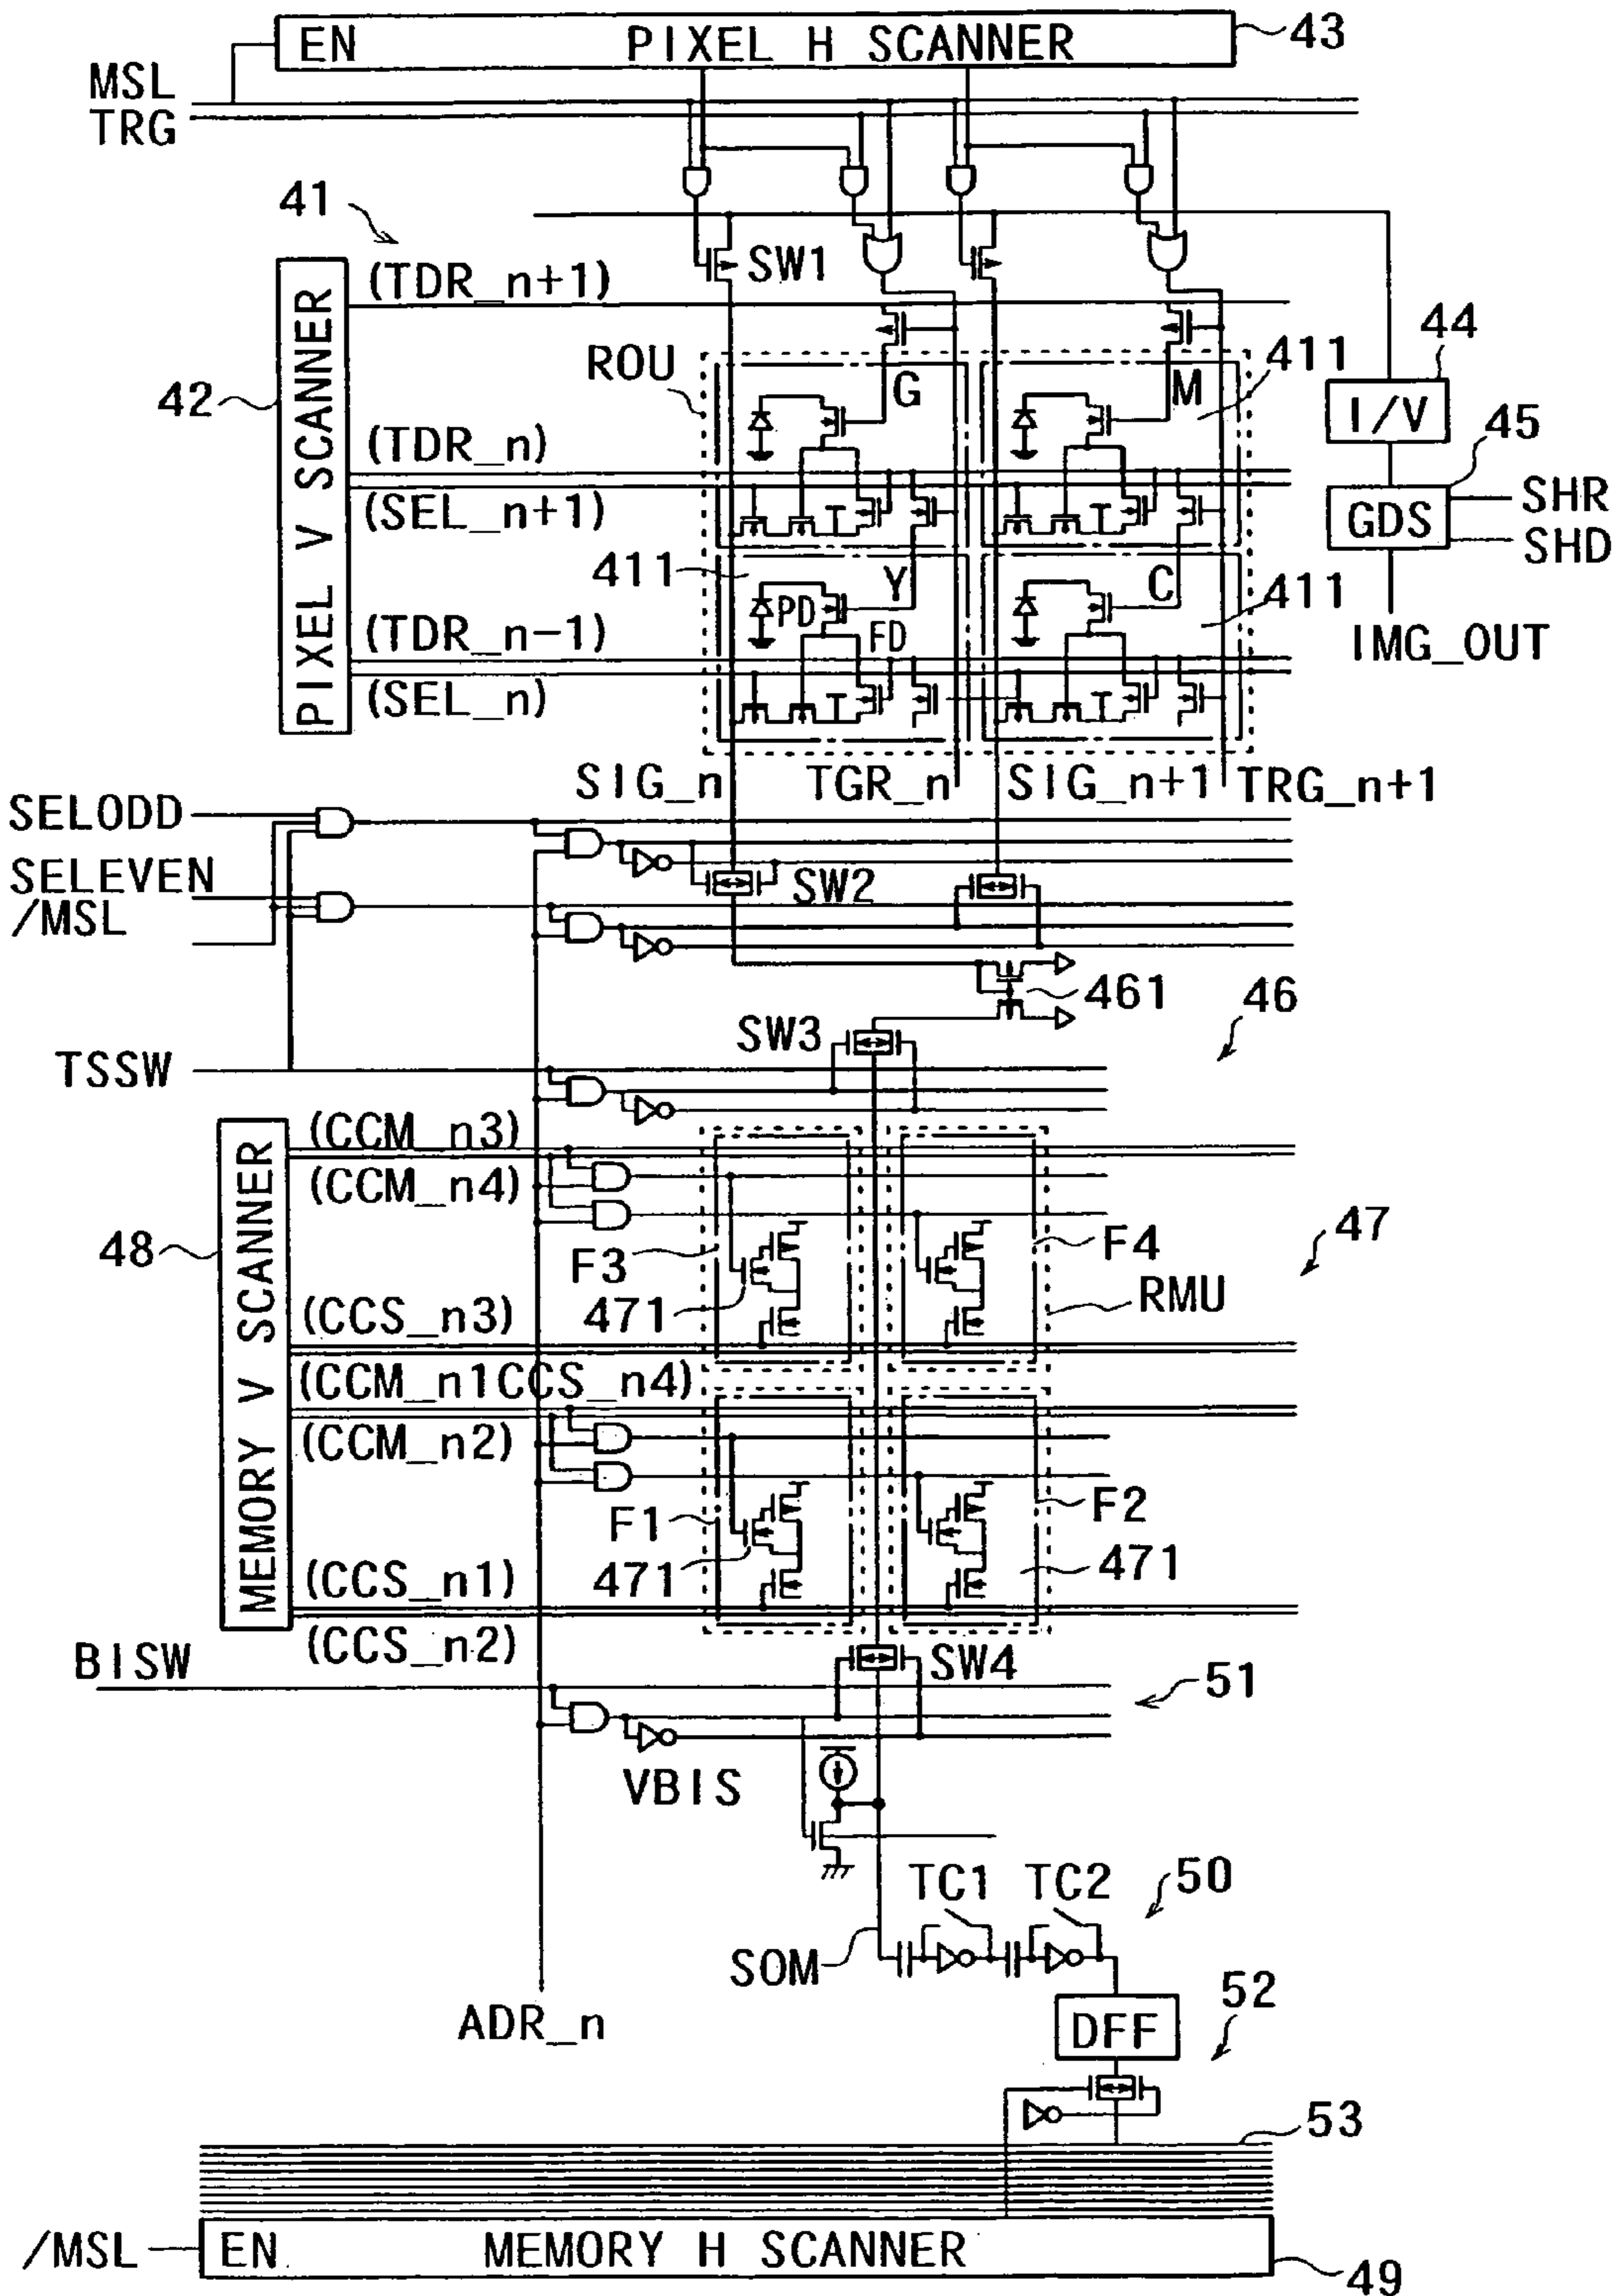 EN PIXEL H SCANNER 43
MSL
TRG
41
SW1
(TDR_n+1)
44
ROU
411
G M
42
PIXEL V SCANNER
I/V
45
(TDR_n)
(SEL_n+1)
T T
GDS
SHR
SHD
411
Y C
PD
FD
411
(TDR_n-1)
IMG_OUT
(SEL_n)
T T
SIG_n TGR_n SIG_n+1 TRG_n+1
SELODD
SELEVEN
/MSL
SW2
461
46
SW3
TSSW
(CCM_n3)
(CCM_n4)
48
MEMORY V SCANNER
F3
471
F4
47
RMU
(CCS_n3)
(CCM_n1CCS_n4)
(CCM_n2)
F1
471
F2
471
(CCS_n1)
(CCS_n2)
BISW
SW4
51
VBIS
TC1 TC2 50
SOM
ADR_n
52
DFF
53
/MSL
EN MEMORY H SCANNER
49